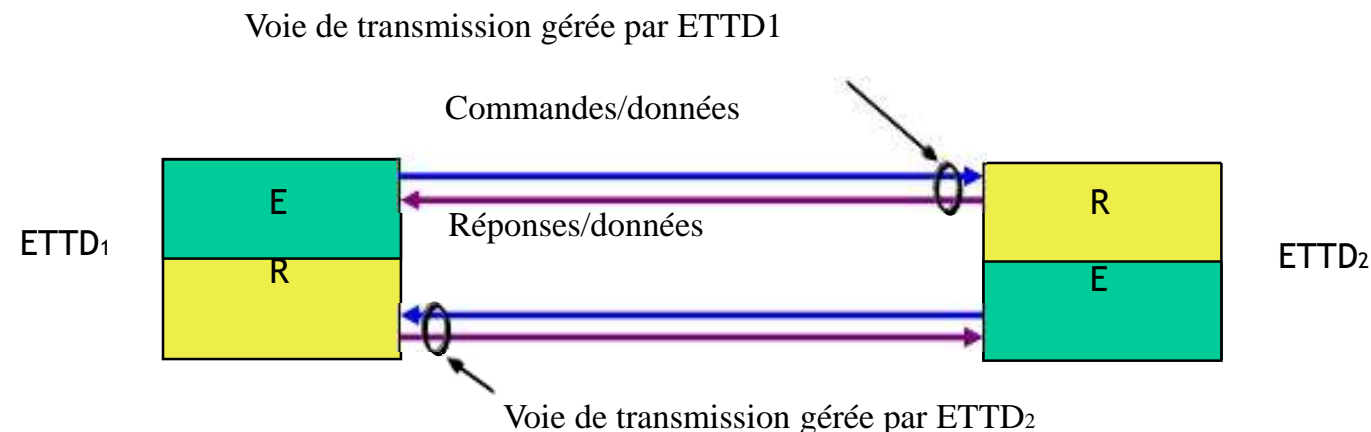 Voie de transmission gérée par ETTD1
Commandes/données
E
R
Réponses/données
ETTD₁
R
E
ETTD₂
Voie de transmission gérée par ETTD₂